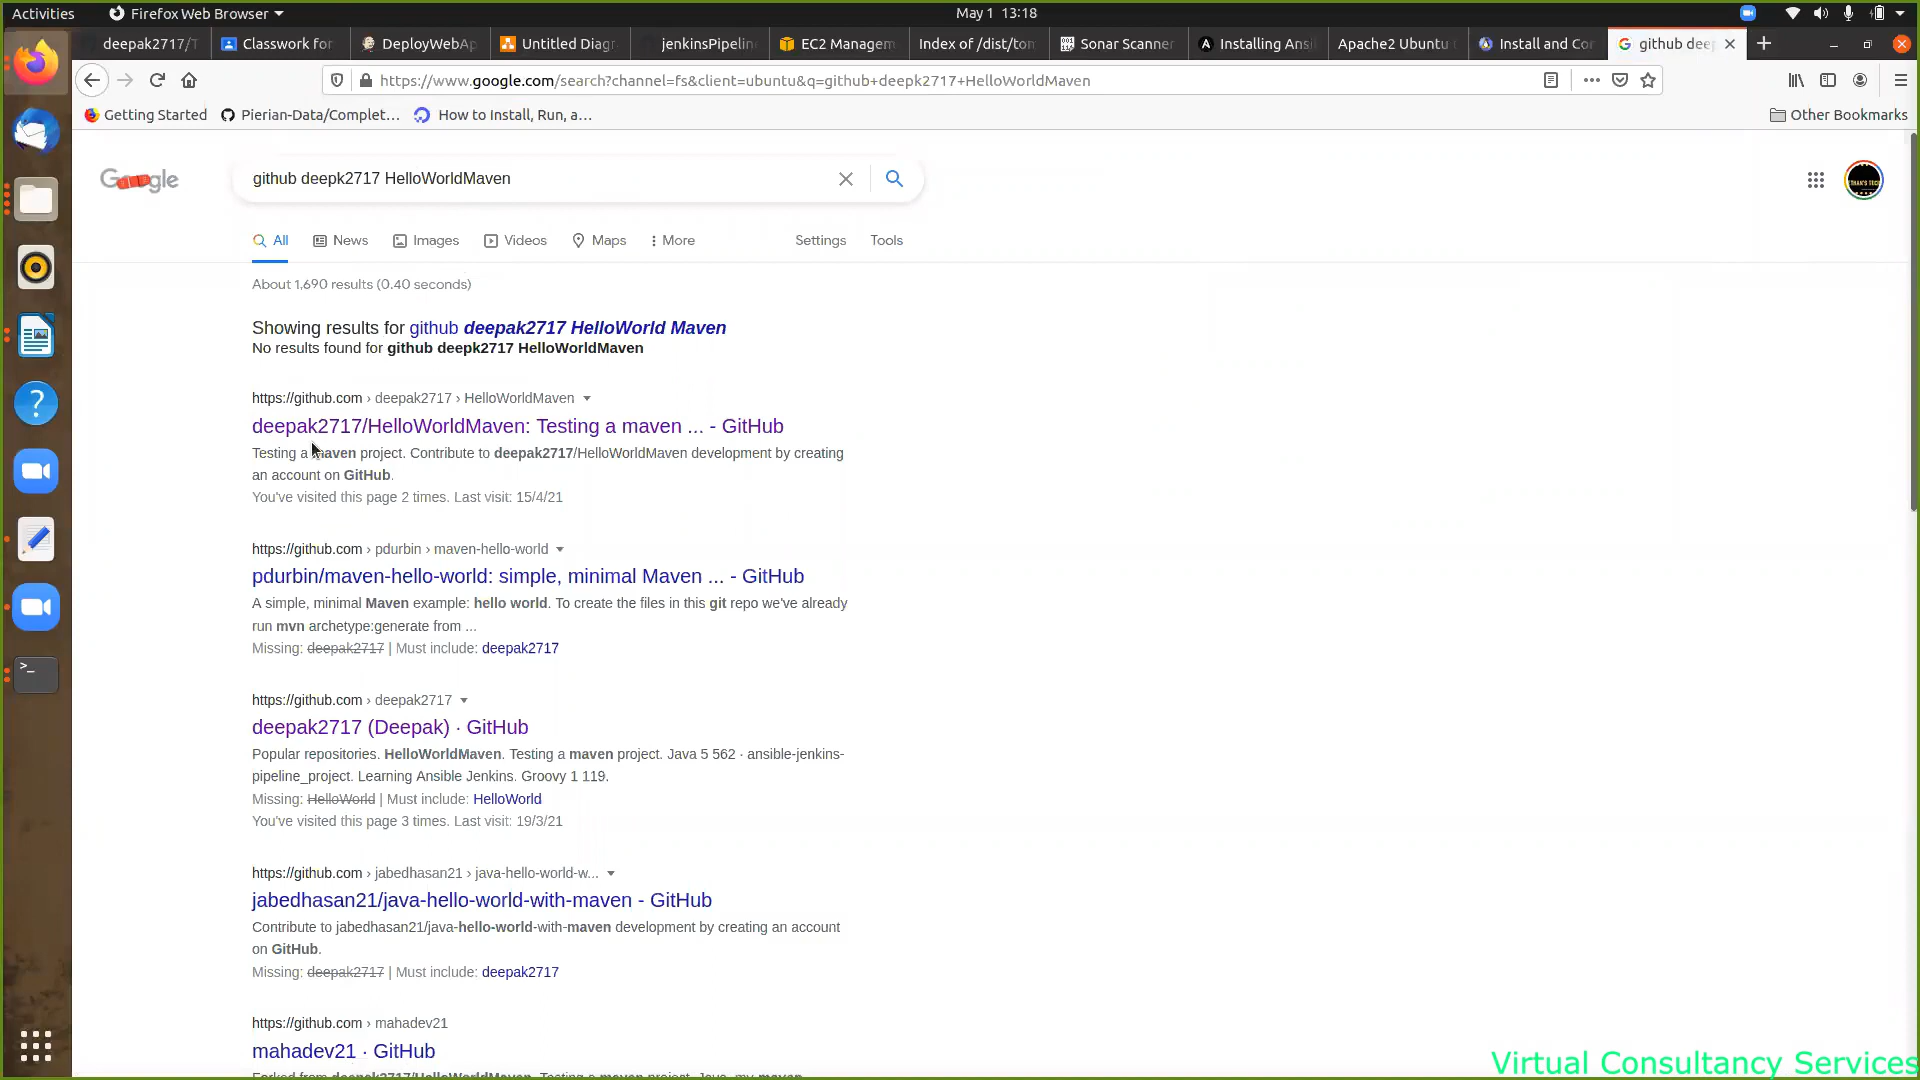 Activities
Firefox Web Browser
May 1 13:18
deepak2717/T
Classwork for
DeployWebAp
Untitled Diagr
jenkinsPipelin
EC2 Managem
Index of /dist/ton
Sonar Scanner
Installing Ansi
Apache2 Ubuntu
Install and Con
github deep
https://www.google.com/search?channel=fs&client=ubuntu&q=github+deepk2717+HelloWorldMaven
Getting Started
Pierian-Data/Complet...
How to Install, Run, a...
Other Bookmarks
Google
github deepk2717 HelloWorldMaven
All
News
Images
Videos
Maps
More
Settings
Tools
About 1,690 results (0.40 seconds)
Showing results for github deepak2717 HelloWorld Maven
No results found for github deepk2717 HelloWorldMaven
https://github.com › deepak2717 › HelloWorldMaven
deepak2717/HelloWorldMaven: Testing a maven ... - GitHub
Testing a maven project. Contribute to deepak2717/HelloWorldMaven development by creating
an account on GitHub.
You've visited this page 2 times. Last visit: 15/4/21
https://github.com › pdurbin › maven-hello-world
pdurbin/maven-hello-world: simple, minimal Maven ... - GitHub
A simple, minimal Maven example: hello world. To create the files in this git repo we've already
run mvn archetype:generate from ...
Missing: deepak2717 | Must include: deepak2717
https://github.com › deepak2717
deepak2717 (Deepak) · GitHub
Popular repositories. HelloWorldMaven. Testing a maven project. Java 5 562 · ansible-jenkins-
pipeline_project. Learning Ansible Jenkins. Groovy 1 119.
Missing: HelloWorld | Must include: HelloWorld
You've visited this page 3 times. Last visit: 19/3/21
https://github.com › jabedhasan21 › java-hello-world-w...
jabedhasan21/java-hello-world-with-maven - GitHub
Contribute to jabedhasan21/java-hello-world-with-maven development by creating an account
on GitHub.
Missing: deepak2717 | Must include: deepak2717
https://github.com › mahadev21
mahadev21 · GitHub
Forked from deepak2717/HelloWorldMaven. Testing a maven project. Java. my-maven
Virtual Consultancy Services